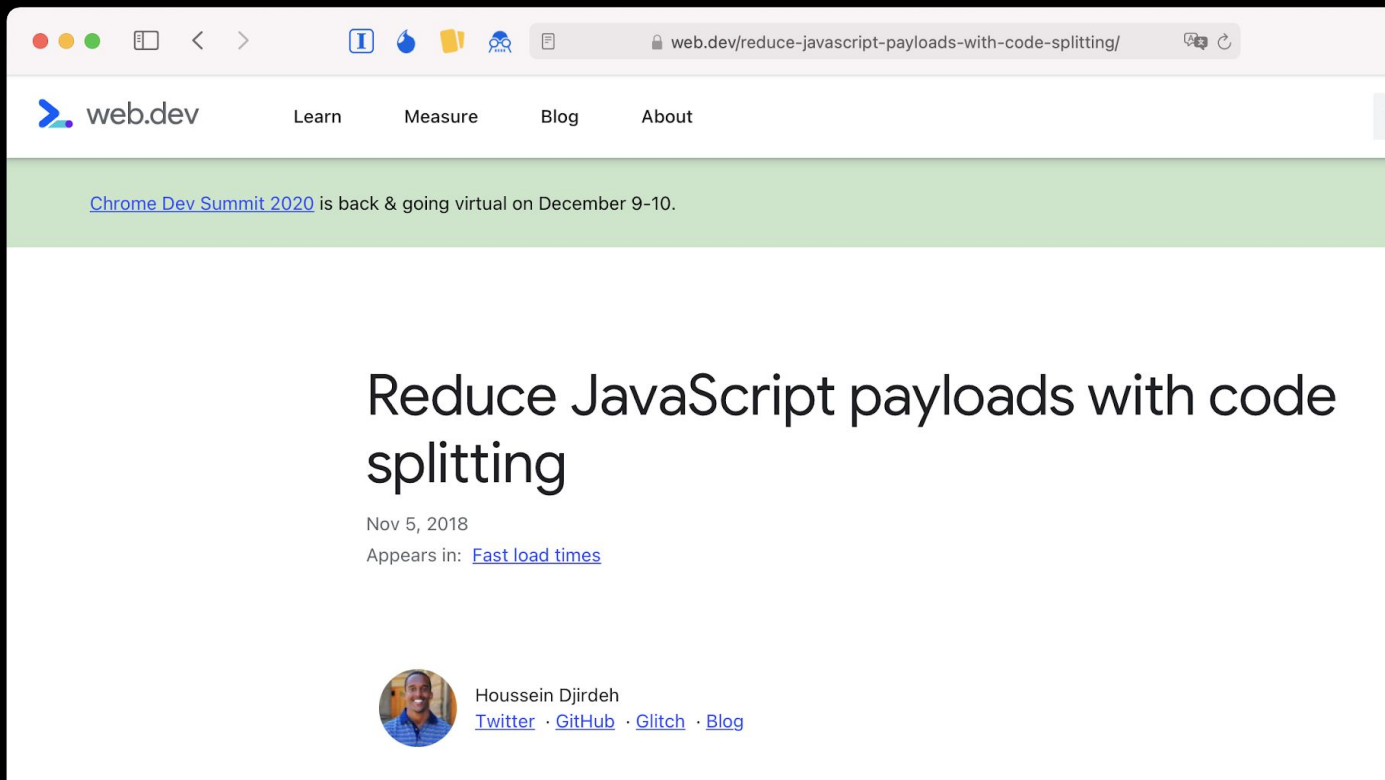 web.dev/reduce-javascript-payloads-with-code-splitting/
web.dev Learn Measure Blog About
Chrome Dev Summit 2020 is back & going virtual on December 9-10.
Reduce JavaScript payloads with code
splitting
Nov 5, 2018
Appears in: Fast load times
Houssein Djirdeh
Twitter · GitHub · Glitch · Blog